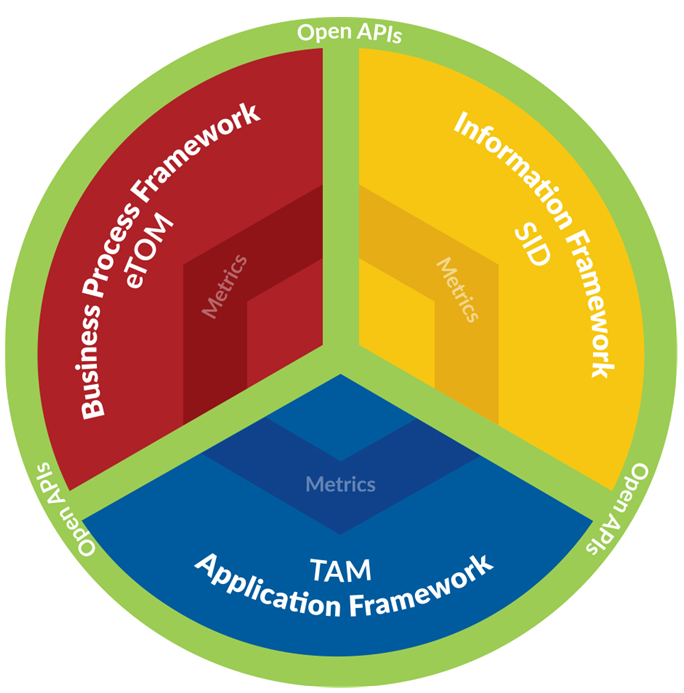 Open APIs
Business Process Framework
eTOM
Metrics
Information Framework
SID
Metrics
Open APIs
Open APIs
Metrics
TAM
Application Framework